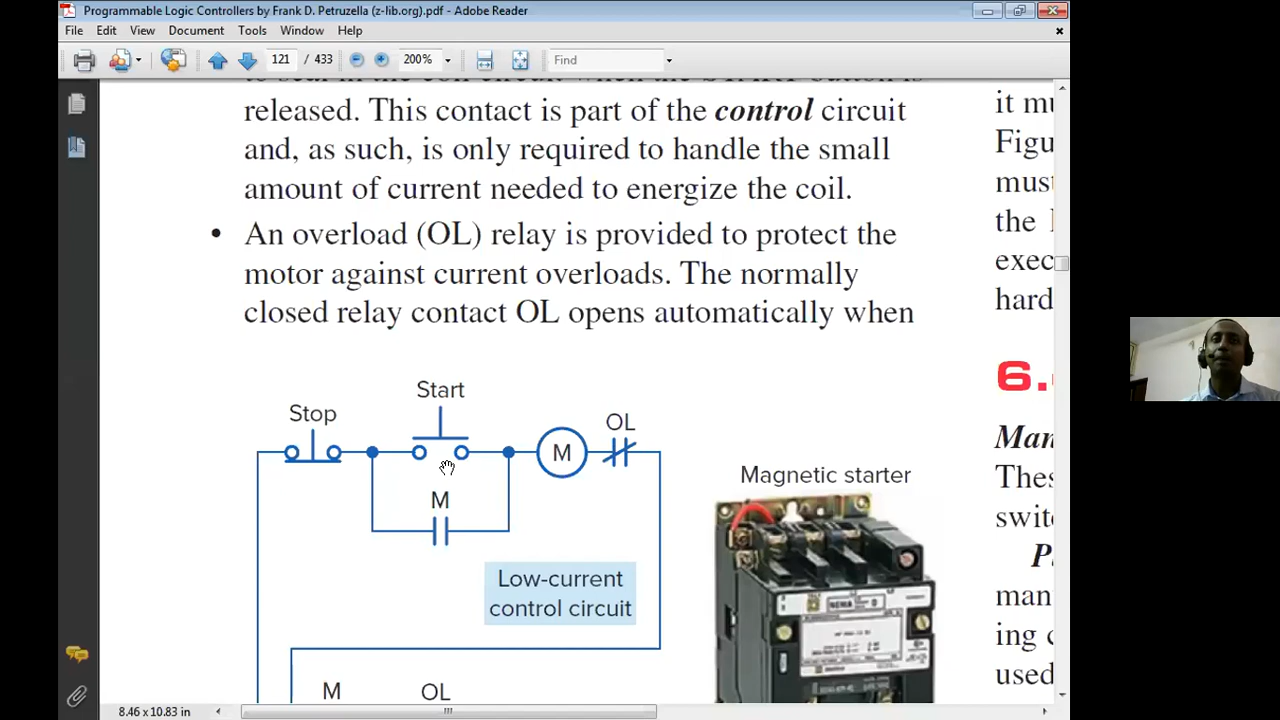 Programmable Logic Controllers by Frank D. Petruzella (z-lib.org).pdf - Adobe Reader
File Edit View Document Tools Window Help
121 / 433 200% Find
released. This contact is part of the control circuit
and, as such, is only required to handle the small
amount of current needed to energize the coil.
• An overload (OL) relay is provided to protect the
motor against current overloads. The normally
closed relay contact OL opens automatically when
Start
Stop
OL
M
M
Low-current
control circuit
M
OL
Magnetic starter
NEMA
it mu
Figu
must
the
exec
hard
6.
Man
Thes
swit
P
man
ing c
used
8.46 x 10.83 in